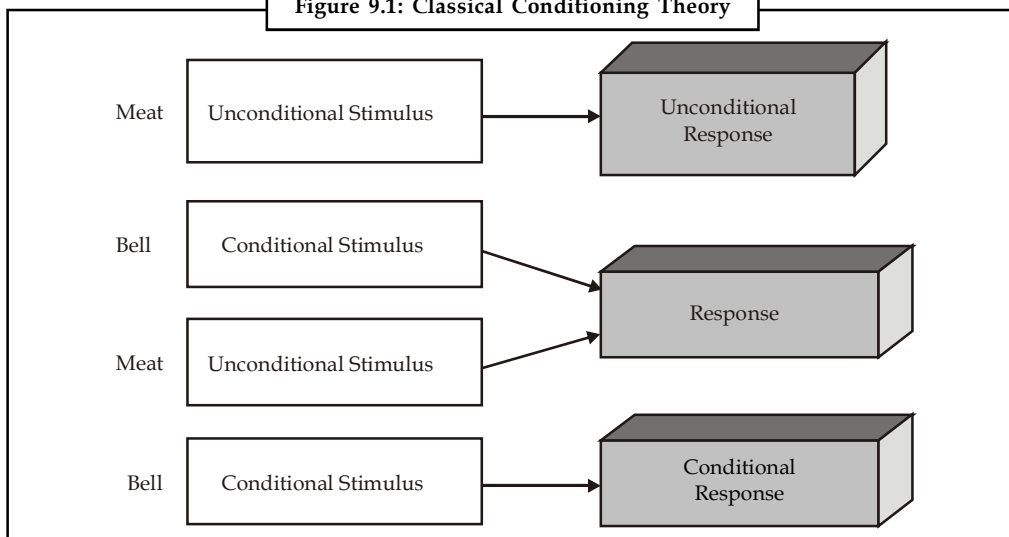 Figure 9.1: Classical Conditioning Theory
Meat
Unconditional Stimulus
Unconditional
Response
Bell
Conditional Stimulus
Response
Meat
Unconditional Stimulus
Bell
Conditional Stimulus
Conditional
Response